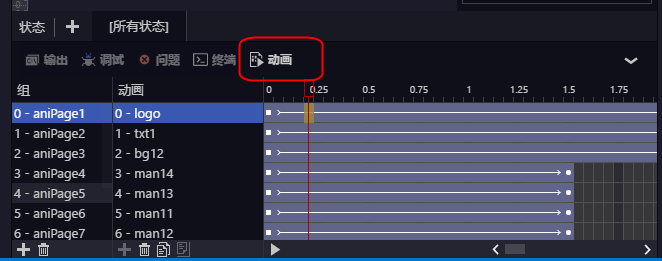 状态 [所有状态]
输出 调试 问题 终端 动画
组 动画 0 0.25 0.5 0.75 1 1.25 1.5 1.75
0 - aniPage1 0 - logo
1 - aniPage2 1 - txt1
2 - aniPage3 2 - bg12
3 - aniPage4 3 - man14
4 - aniPage5 4 - man13
5 - aniPage6 5 - man11
6 - aniPage7 6 - man12